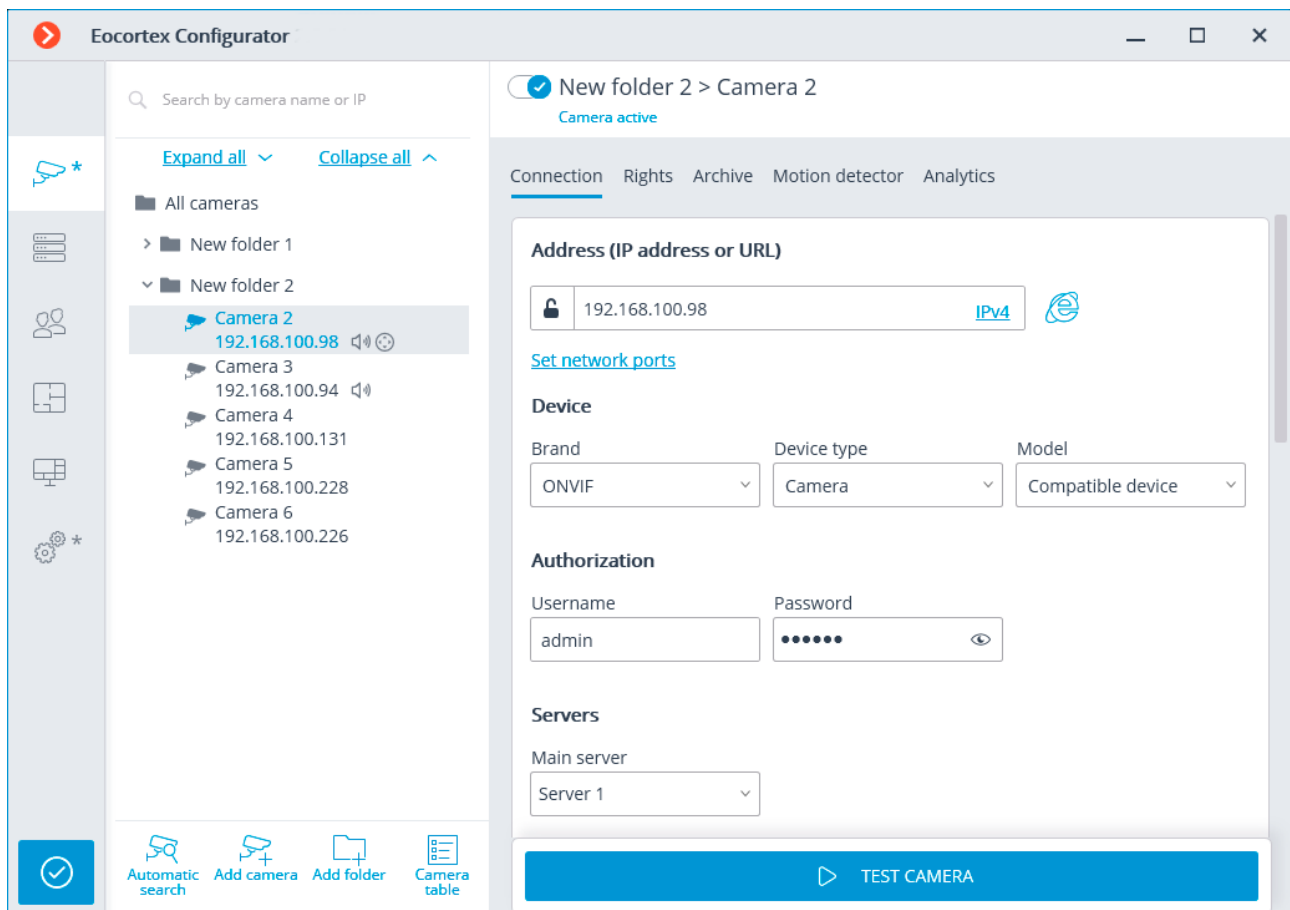 Eocortex Configurator
Search by camera name or IP
Expand all
Collapse all
All cameras
New folder 1
New folder 2
Camera 2
192.168.100.98
Camera 3
192.168.100.94
Camera 4
192.168.100.131
Camera 5
192.168.100.228
Camera 6
192.168.100.226
Automatic search
Add camera
Add folder
Camera table
New folder 2 > Camera 2
Camera active
Connection Rights Archive Motion detector Analytics
Address (IP address or URL)
192.168.100.98 IPv4
Set network ports
Device
Brand Device type Model
ONVIF Camera Compatible device
Authorization
Username Password
admin ••••••
Servers
Main server
Server 1
TEST CAMERA